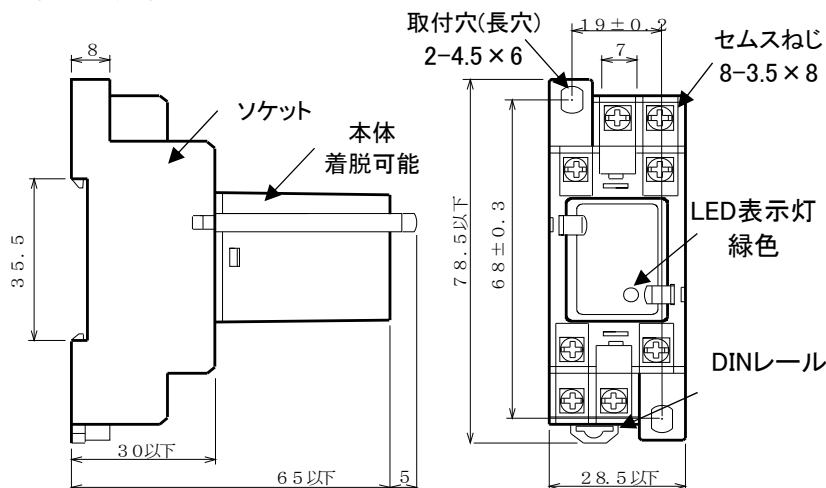 取付穴(長穴)
2-4.5×6
19±0.2
7
セムスねじ
8-3.5×8
8
ソケット
本体
着脱可能
35.5
78.5以下
68±0.3
LED表示灯
緑色
DINレール
30以下
65以下
5
28.5以下